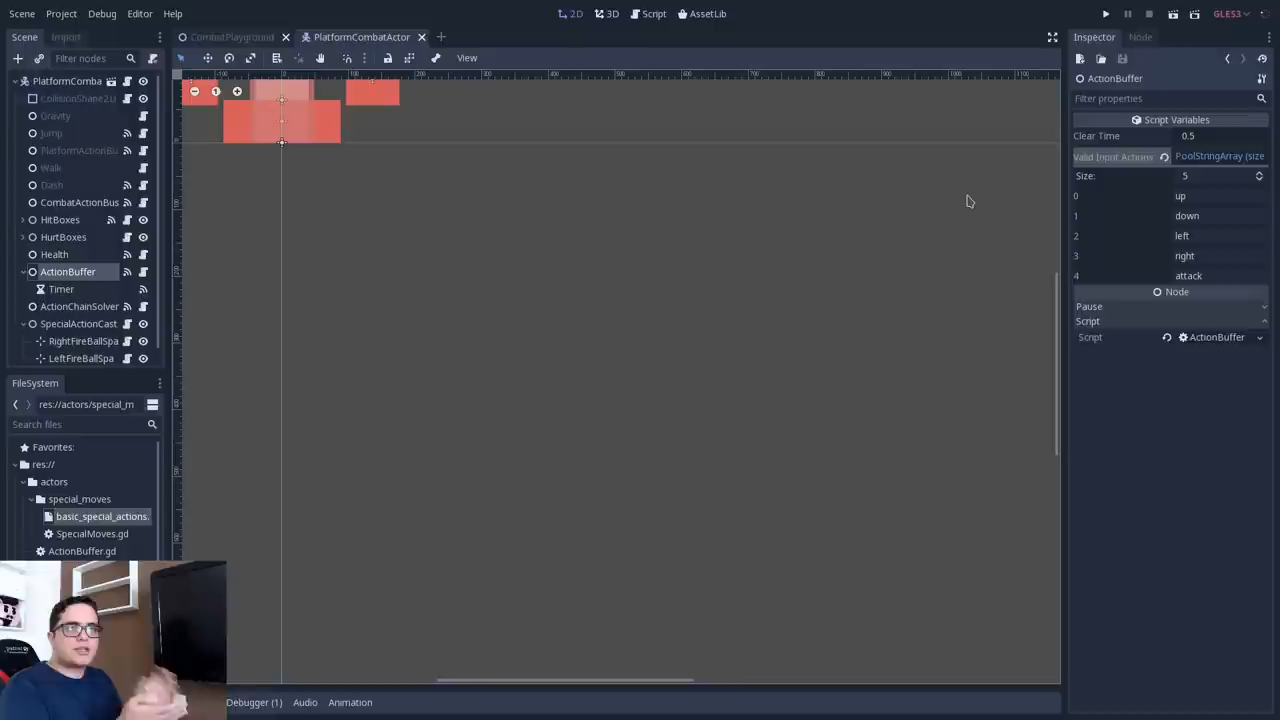 Scene Project Debug Editor Help
2D 3D Script AssetLib
GLES3
Scene Import
CombatPlayground PlatformCombatActor
Inspector Node
Filter nodes
View
ActionBuffer
PlatformComba
CollisionShape2
Filter properties
Gravity
Script Variables
Jump
Clear Time 0.5
PlatformActionBu
Valid Input Actions PoolStringArray (size
Walk
Size: 5
Dash
0 up
CombatActionBus
1 down
HitBoxes
2 left
HurtBoxes
3 right
Health
4 attack
ActionBuffer
Node
Timer
Pause
ActionChainSolver
Script
SpecialActionCast
Script ActionBuffer
RightFireBallSpa
LeftFireBallSpa
FileSystem
res://actors/special_m
Search files
Favorites:
res://
actors
special_moves
basic_special_actions.
SpecialMoves.gd
ActionBuffer.gd
Debugger (1) Audio Animation